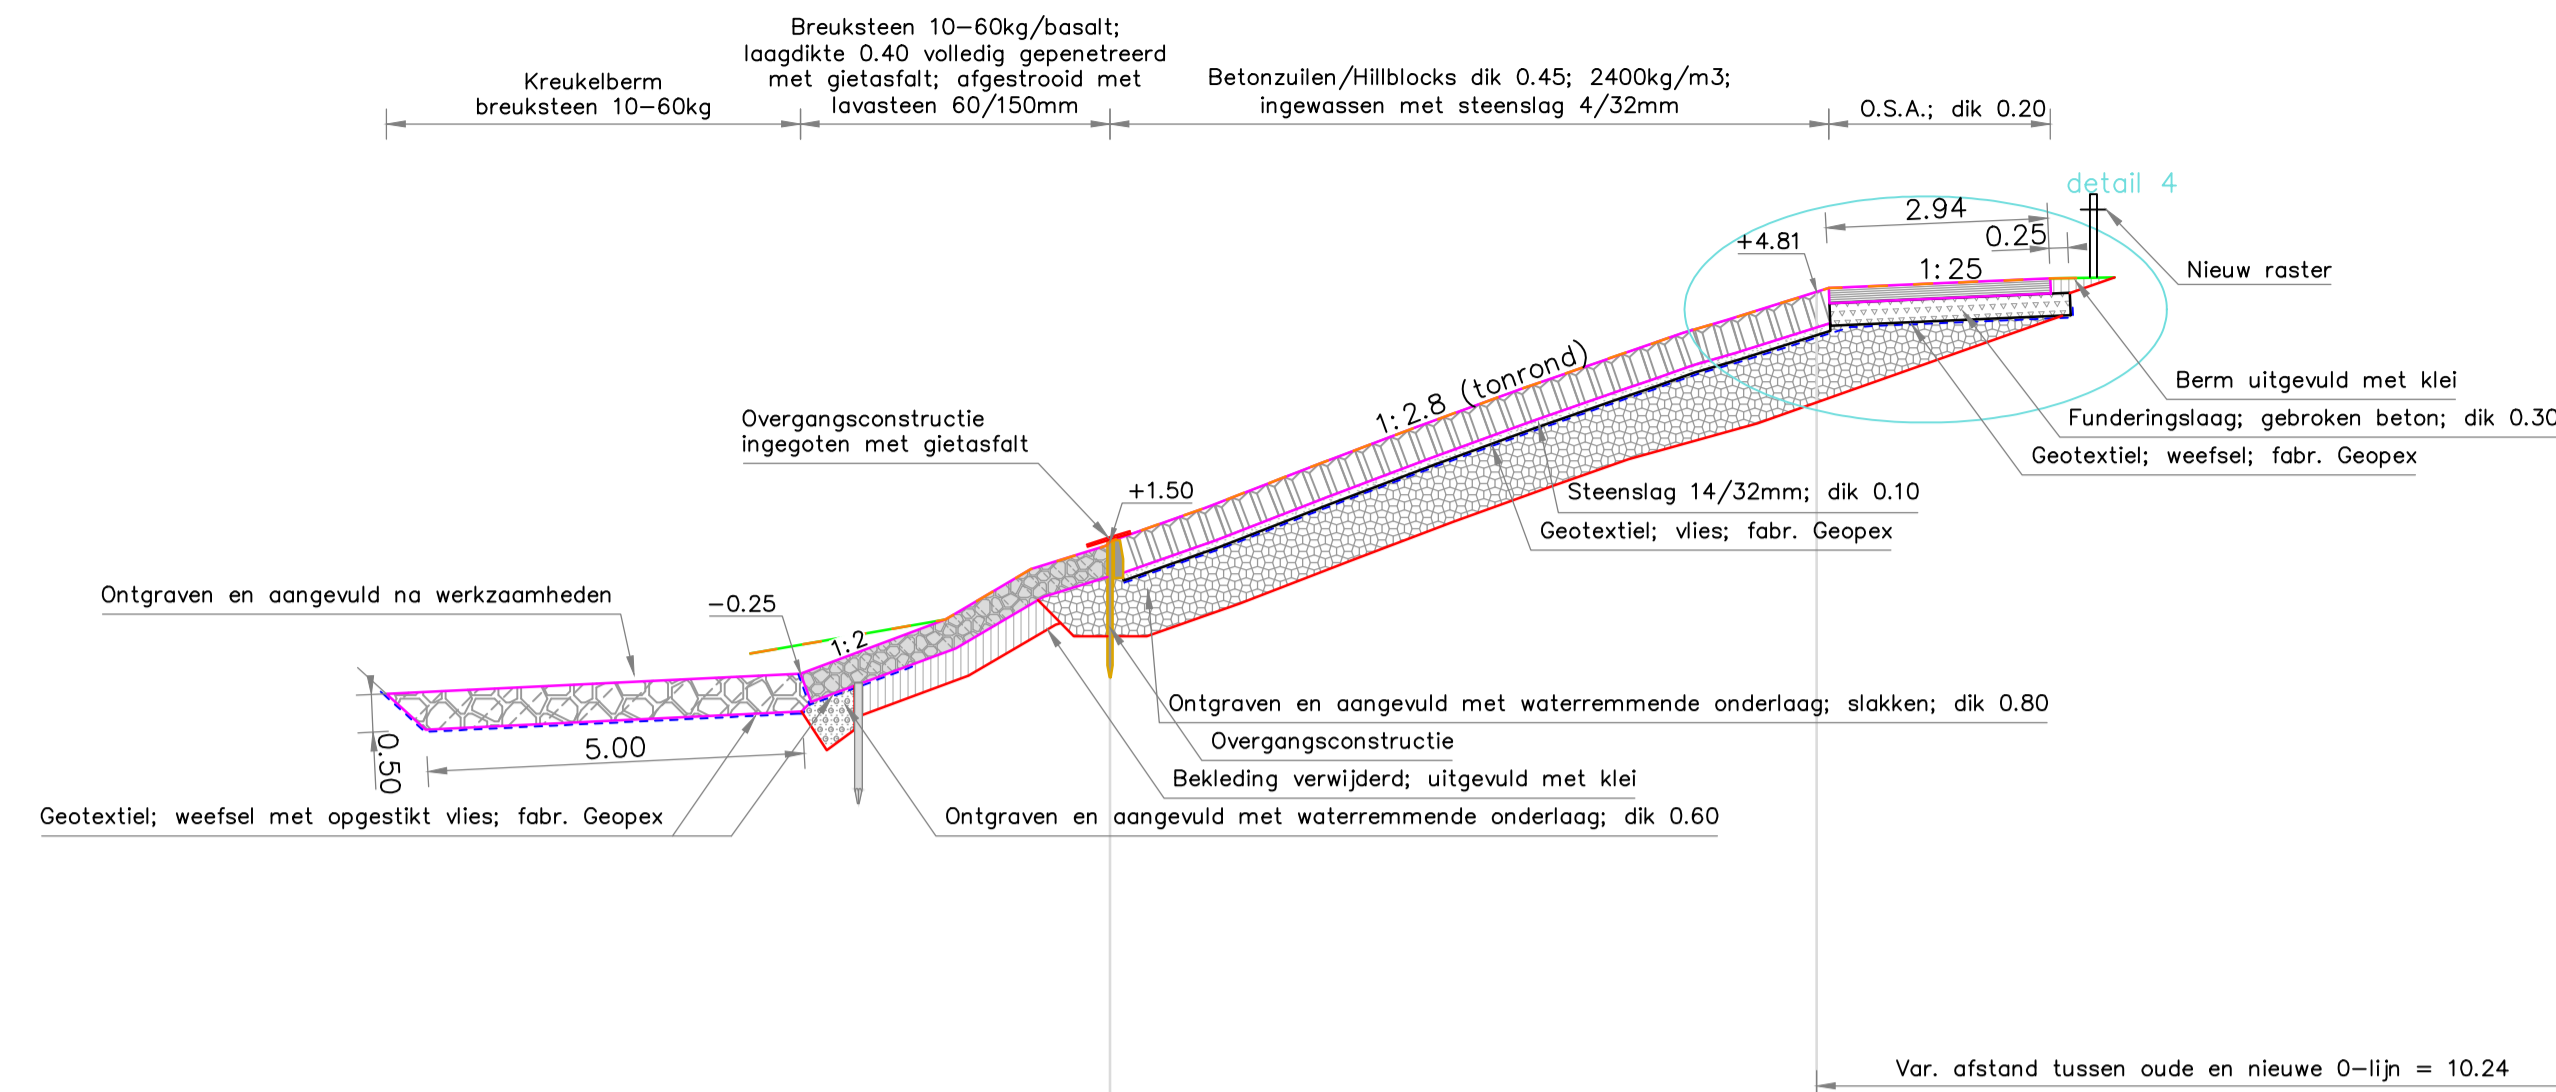 Breuksteen 10-60kg/basalt;
laagdikte 0.40 volledig gepenetreerd
met gietasfalt; afgestrooid met
lavasteen 60/150mm
Kreukelberm
breuksteen 10-60kg
Betonzuilen/Hillblocks dik 0.45; 2400kg/m3;
ingewassen met steenslag 4/32mm
O.S.A.; dik 0.20
detail 4
2.94
0.25
+4.81
1:25
Nieuw raster
1:2.8 (tonrond)
Berm uitgevuld met klei
Funderingslaag; gebroken beton; dik 0.30
Geotextiel; weefsel; fabr. Geopex
Overgangsconstructie
ingegoten met gietasfalt
+1.50
Steenslag 14/32mm; dik 0.10
Geotextiel; vlies; fabr. Geopex
Ontgraven en aangevuld na werkzaamheden
-0.25
1:2
Ontgraven en aangevuld met waterremmende onderlaag; slakken; dik 0.80
Overgangsconstructie
0.50
5.00
Bekleding verwijderd; uitgevuld met klei
Geotextiel; weefsel met opgestikt vlies; fabr. Geopex
Ontgraven en aangevuld met waterremmende onderlaag; dik 0.60
Var. afstand tussen oude en nieuwe 0-lijn = 10.24